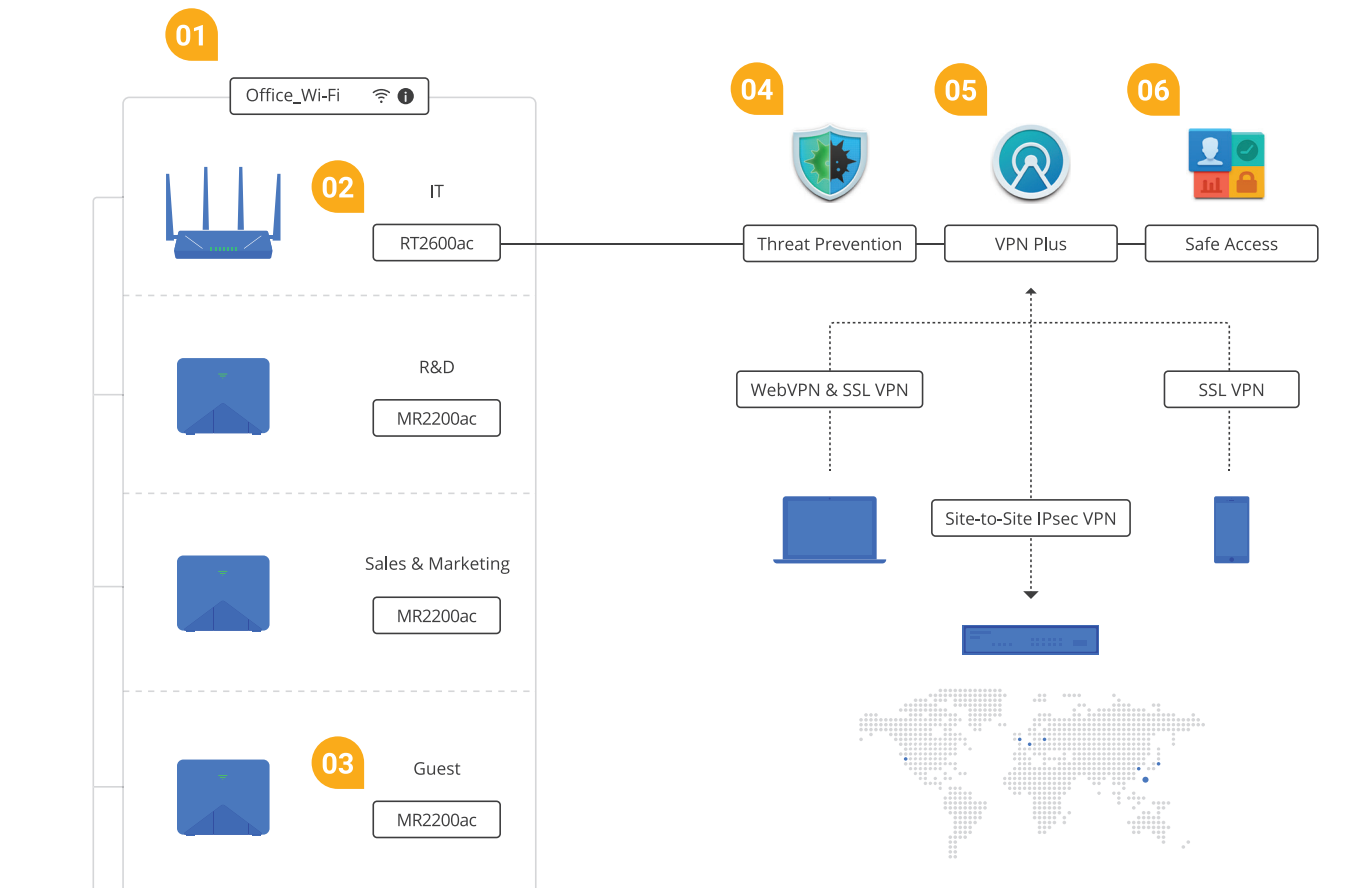 01
Office_Wi-Fi
02
IT
RT2600ac
R&D
MR2200ac
Sales & Marketing
MR2200ac
03
Guest
MR2200ac
04
05
06
Threat Prevention
VPN Plus
Safe Access
WebVPN & SSL VPN
SSL VPN
Site-to-Site IPsec VPN